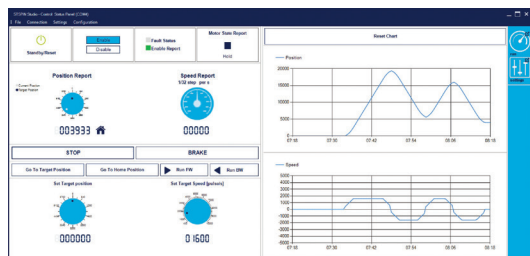 Control Status Panel (COM4)
File Connection Settings Configuration
Standby/Reset
Enable
Disable
Fault Status
Enable Report
Motor State Report
Hold
Position Report
Speed Report
1/32 step per s
Current Position
Target Position
003933
00000
STOP
BRAKE
Go To Target Position
Go To Home Position
Run FW
Run BW
Set Target position
Set Target Speed [pulses/s]
000000
01600
Reset Chart
Position
20000
15000
10000
5000
0
07:18 07:30 07:42 07:54 08:06 08:18
Speed
5000
4000
3000
2000
1000
0
-1000
-2000
-3000
-4000
-5000
07:18 07:30 07:42 07:54 08:06 08:18